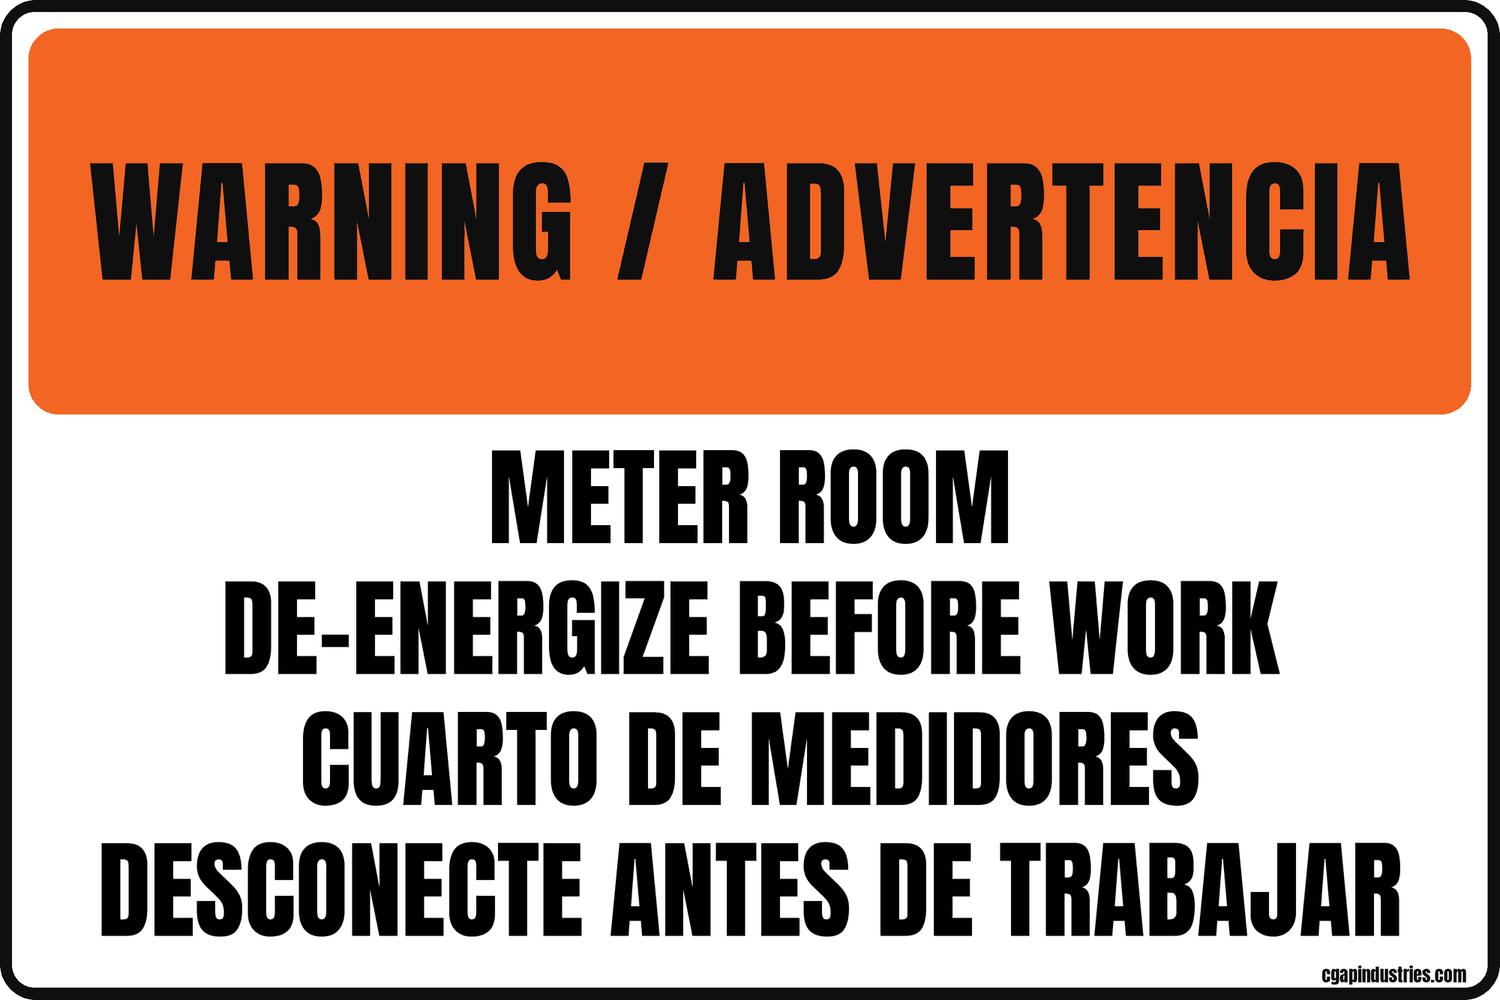 WARNING / ADVERTENCIA
METER ROOM
DE-ENERGIZE BEFORE WORK
CUARTO DE MEDIDORES
DESCONECTE ANTES DE TRABAJAR
cgapindustries.com